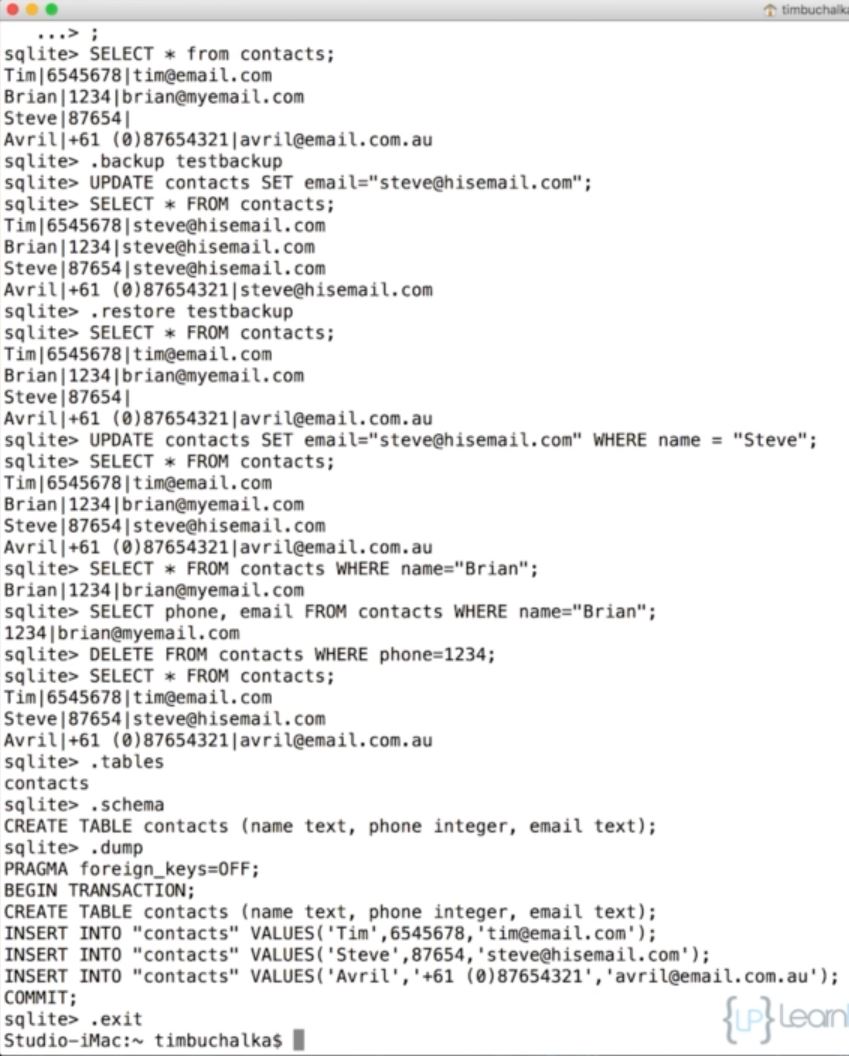 timbuchalka
...> ;
sqlite> SELECT * from contacts;
Tim|6545678|tim@email.com
Brian|1234|brian@myemail.com
Steve|87654|
Avril|+61 (0)87654321|avril@email.com.au
sqlite> .backup testbackup
sqlite> UPDATE contacts SET email="steve@hisemail.com";
sqlite> SELECT * FROM contacts;
Tim|6545678|steve@hisemail.com
Brian|1234|steve@hisemail.com
Steve|87654|steve@hisemail.com
Avril|+61 (0)87654321|steve@hisemail.com
sqlite> .restore testbackup
sqlite> SELECT * FROM contacts;
Tim|6545678|tim@email.com
Brian|1234|brian@myemail.com
Steve|87654|
Avril|+61 (0)87654321|avril@email.com.au
sqlite> UPDATE contacts SET email="steve@hisemail.com" WHERE name = "Steve";
sqlite> SELECT * FROM contacts;
Tim|6545678|tim@email.com
Brian|1234|brian@myemail.com
Steve|87654|steve@hisemail.com
Avril|+61 (0)87654321|avril@email.com.au
sqlite> SELECT * FROM contacts WHERE name="Brian";
Brian|1234|brian@myemail.com
sqlite> SELECT phone, email FROM contacts WHERE name="Brian";
1234|brian@myemail.com
sqlite> DELETE FROM contacts WHERE phone=1234;
sqlite> SELECT * FROM contacts;
Tim|6545678|tim@email.com
Steve|87654|steve@hisemail.com
Avril|+61 (0)87654321|avril@email.com.au
sqlite> .tables
contacts
sqlite> .schema
CREATE TABLE contacts (name text, phone integer, email text);
sqlite> .dump
PRAGMA foreign_keys=OFF;
BEGIN TRANSACTION;
CREATE TABLE contacts (name text, phone integer, email text);
INSERT INTO "contacts" VALUES('Tim',6545678,'tim@email.com');
INSERT INTO "contacts" VALUES('Steve',87654,'steve@hisemail.com');
INSERT INTO "contacts" VALUES('Avril','+61 (0)87654321','avril@email.com.au');
COMMIT;
sqlite> .exit
{LP} Learn
Studio-iMac:~ timbuchalka$